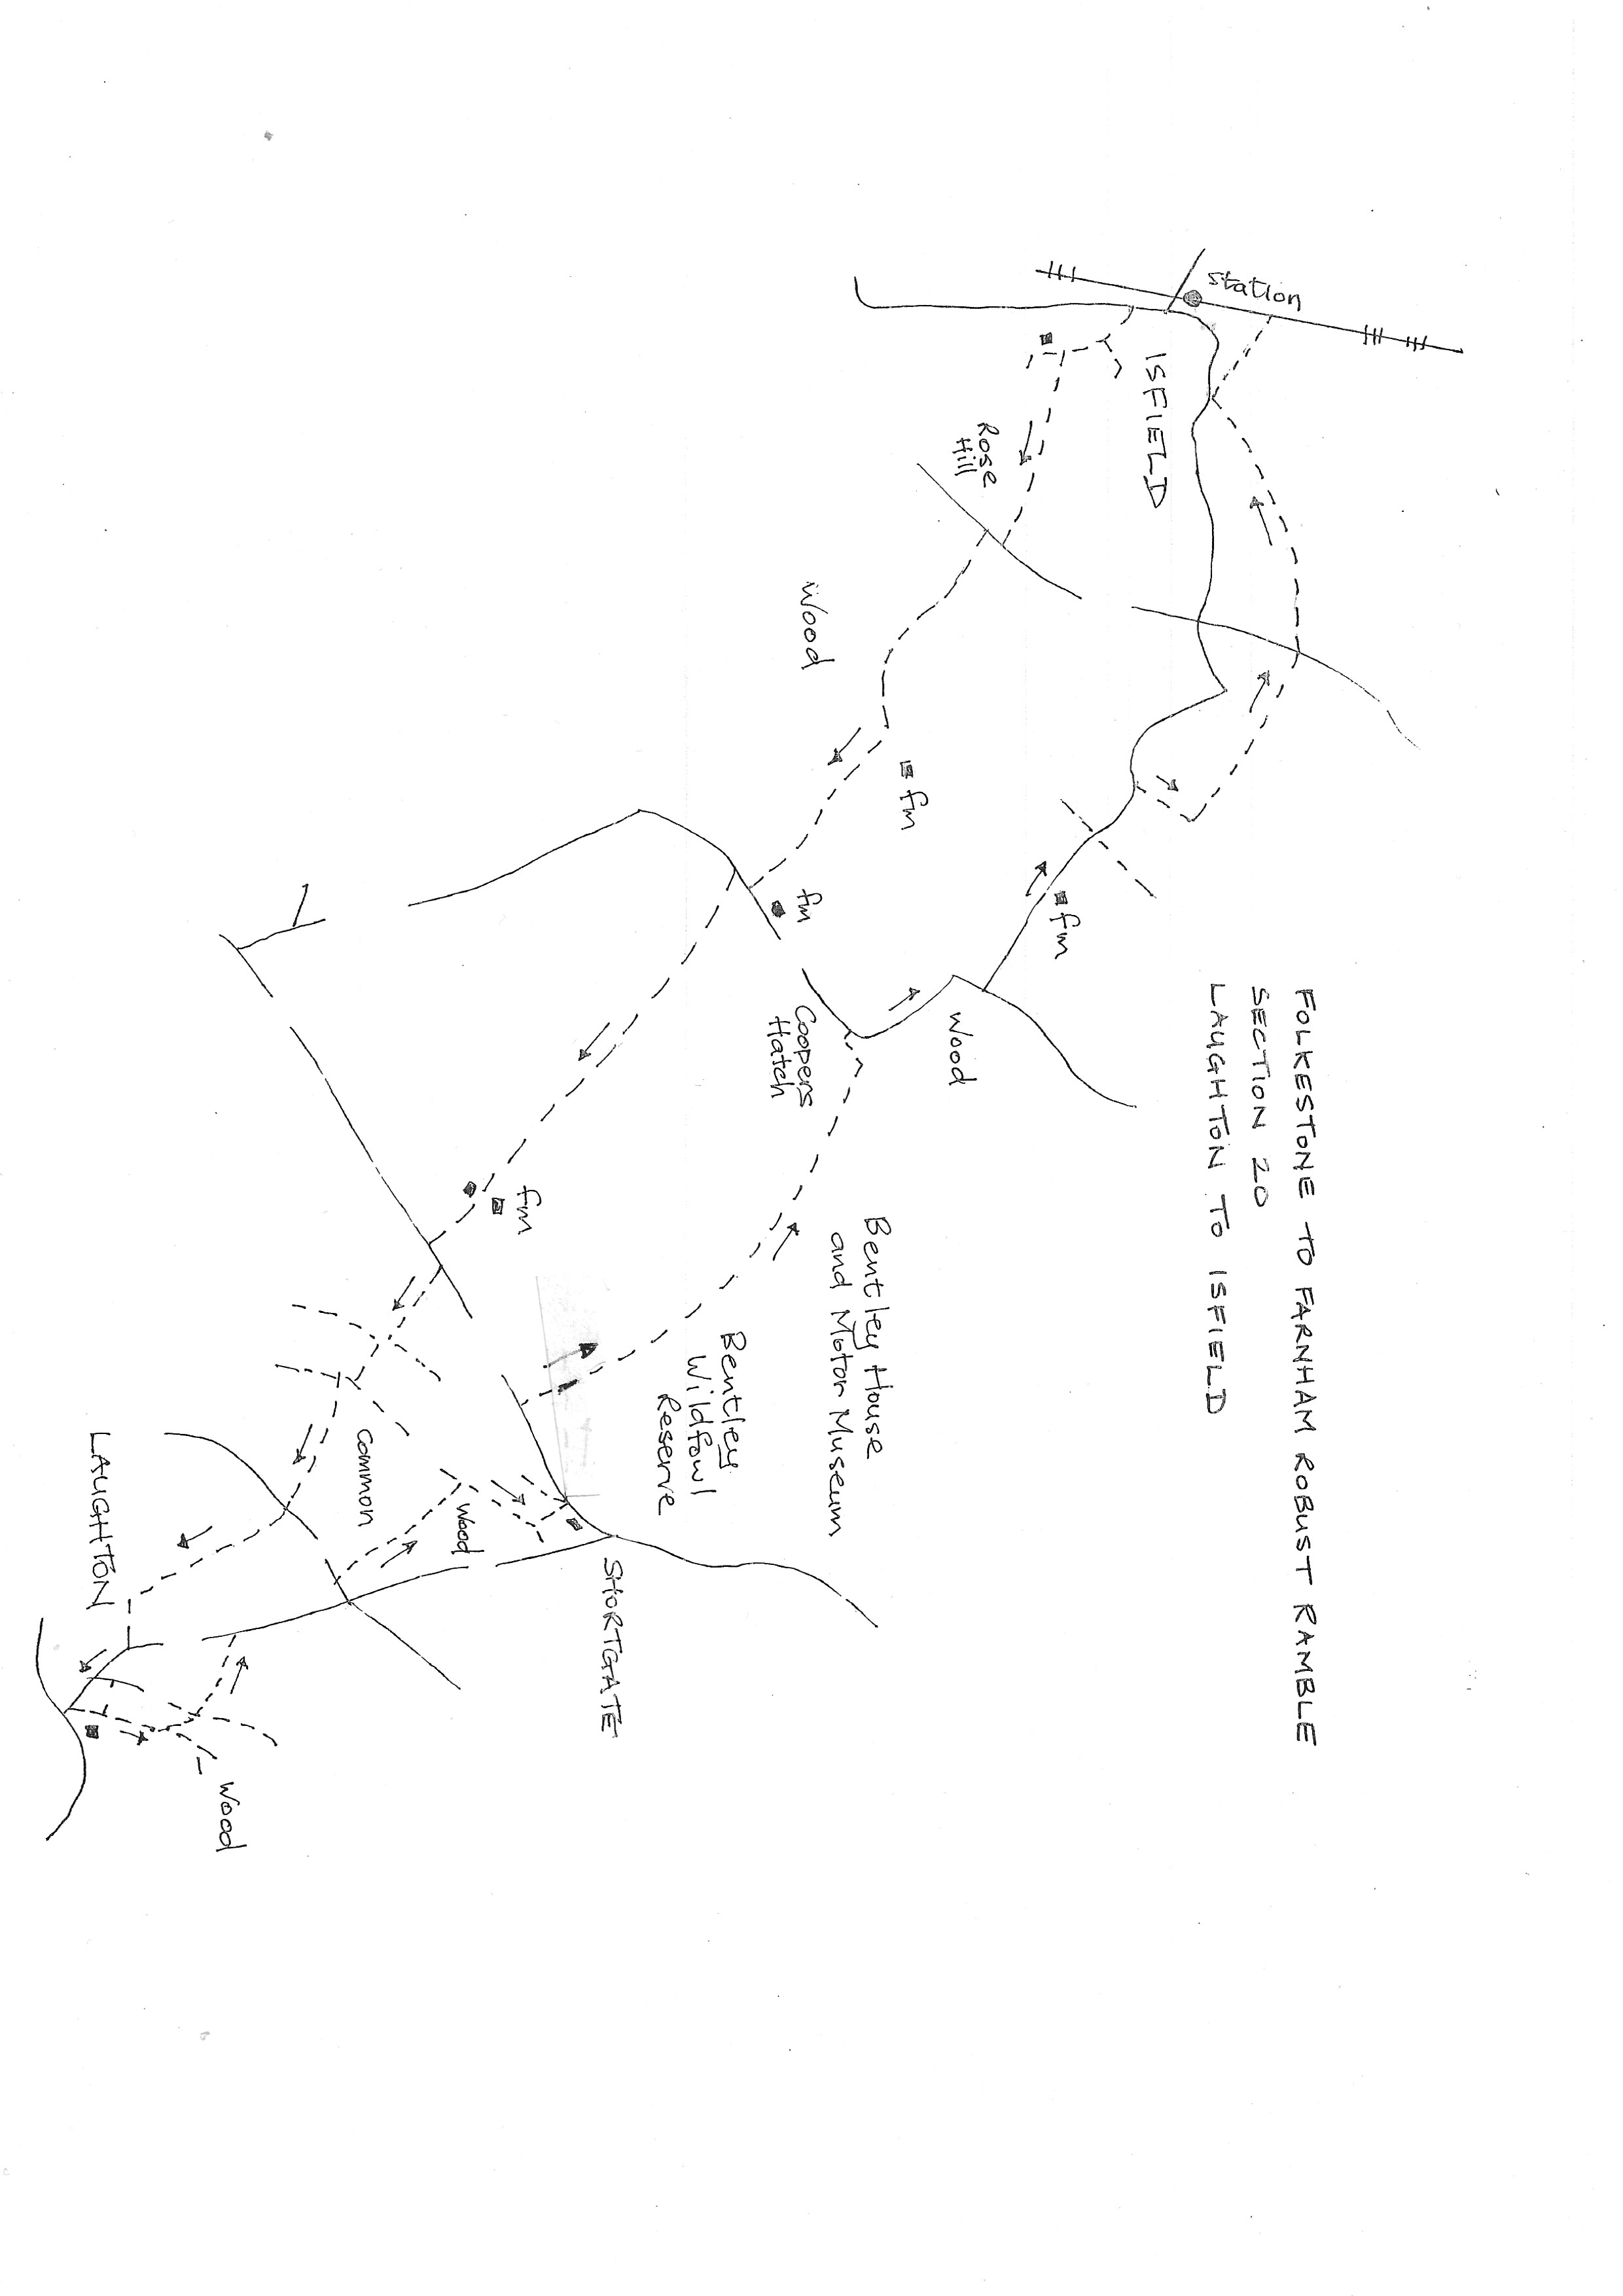 FOLKESTONE TO FARNHAM ROBUST RAMBLE
SECTION 20
LAUGHTON TO ISFIELD
Station
ISFIELD
Rose
Hill
Wood
fm
fm
fm
Wood
Coopers
Hatch
Bentley House
and Motor Museum
Bentley
Wildfowl
Reserve
fm
Common
Wood
SHORTGATE
LAUGHTON
Wood